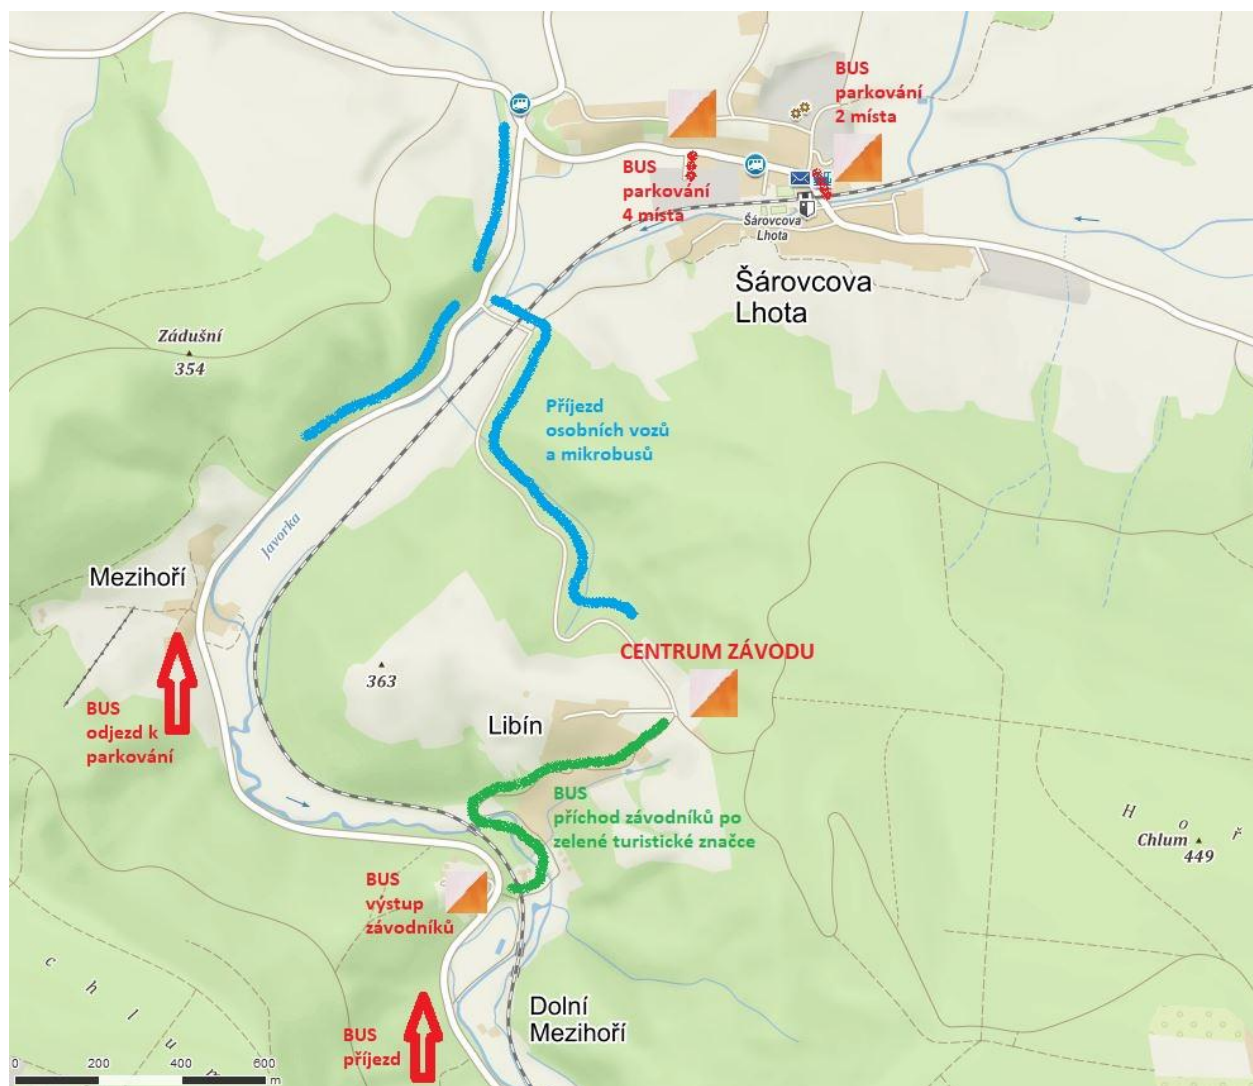 BUS
parkování
2 místa
BUS
parkování
4 místa
Šárovcova
Lhota
Šárovcova
Lhota
Zádušní
354
Příjezd
osobních vozů
a mikrobusů
Javorka
Mezihoří
CENTRUM ZÁVODU
363
BUS
odjezd k
parkování
Libín
BUS
příchod závodníků po
zelené turistické značce
H o ř
Chlum
449
BUS
výstup
závodníků
c h l u m
Dolní
Mezihoří
BUS
příjezd
0 200 400 600
m